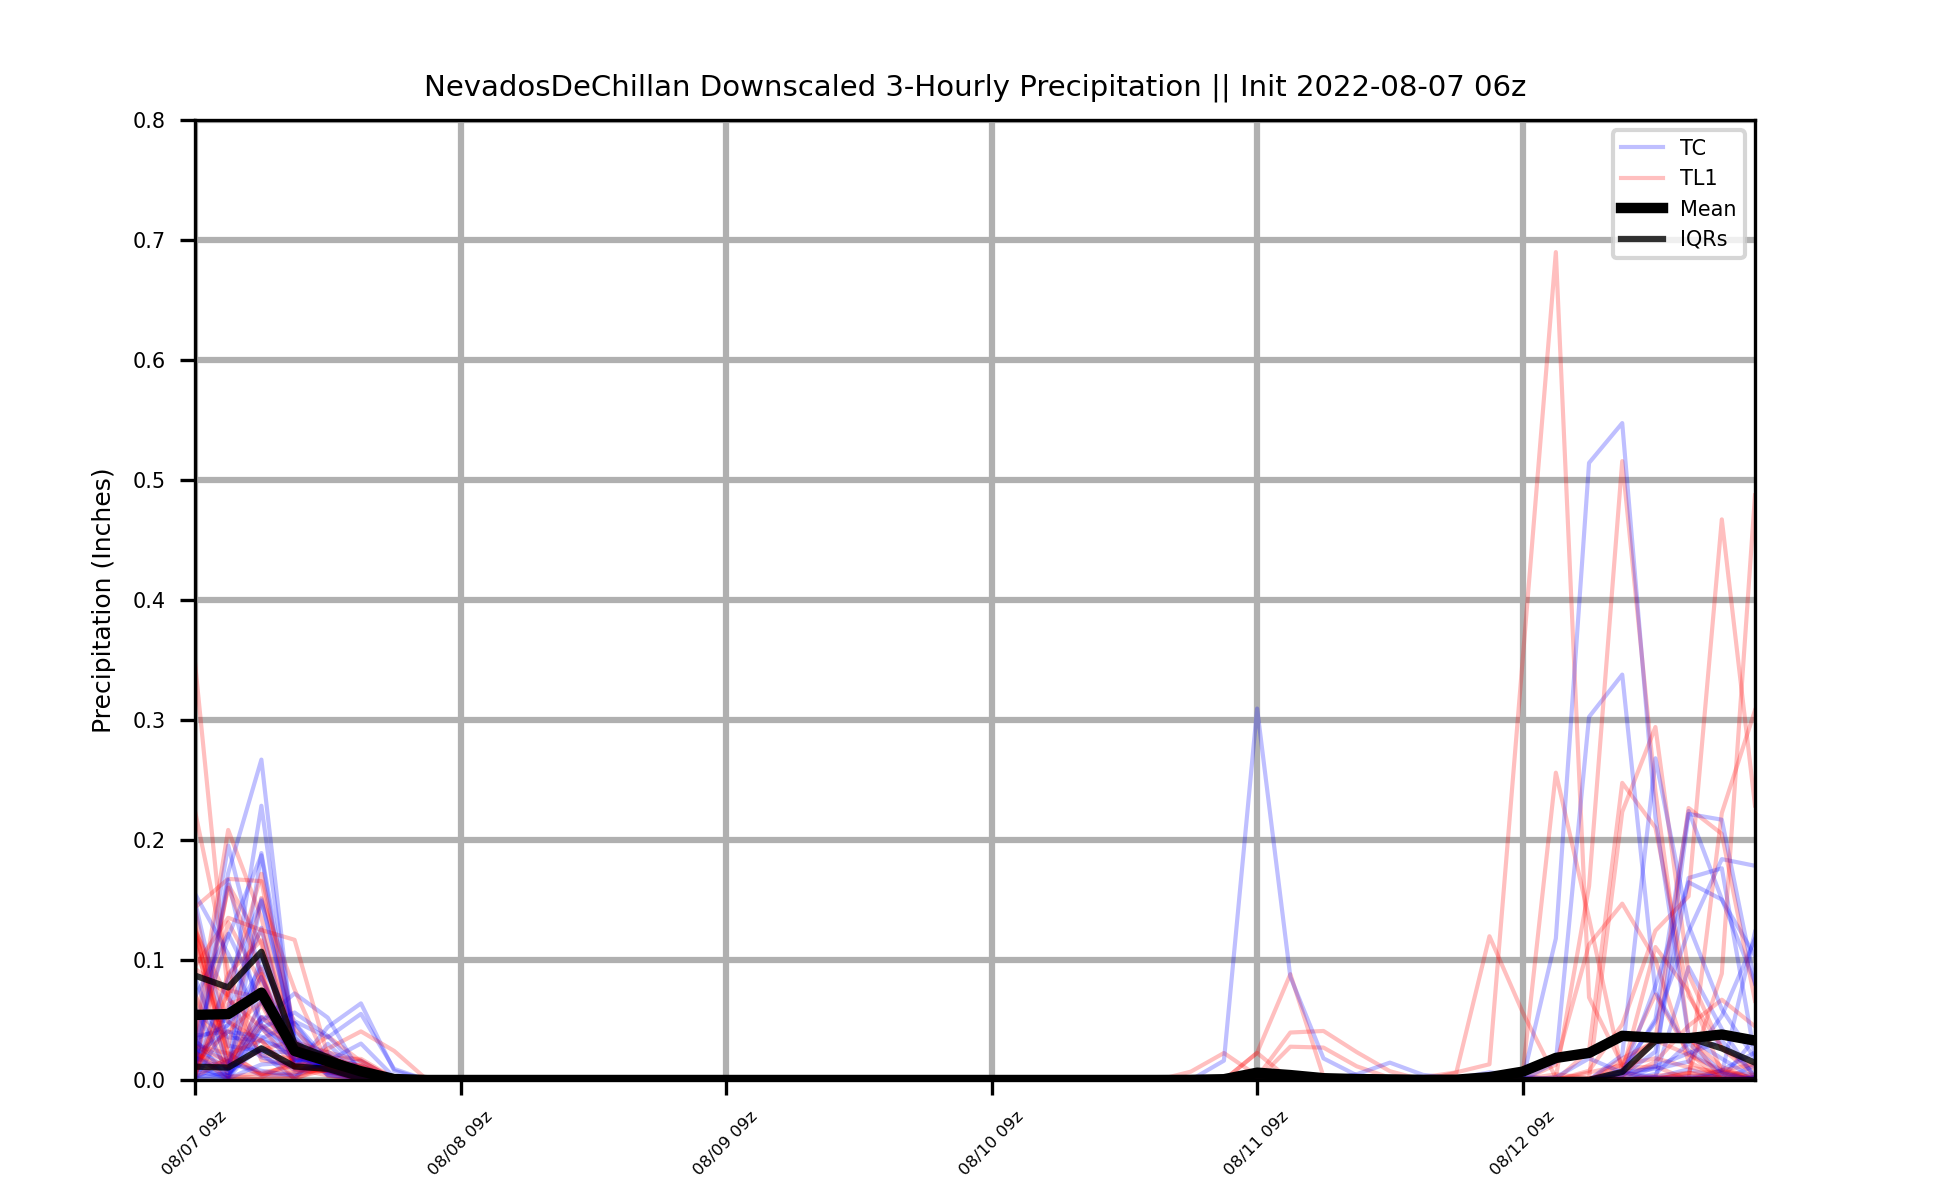 NevadosDeChillan Downscaled 3-Hourly Precipitation || Init 2022-08-07 06z
Precipitation (Inches)
0.8
0.7
0.6
0.5
0.4
0.3
0.2
0.1
0.0
TC
TL1
Mean
IQRs
08/07 09z
08/08 09z
08/09 09z
08/10 09z
08/11 09z
08/12 09z